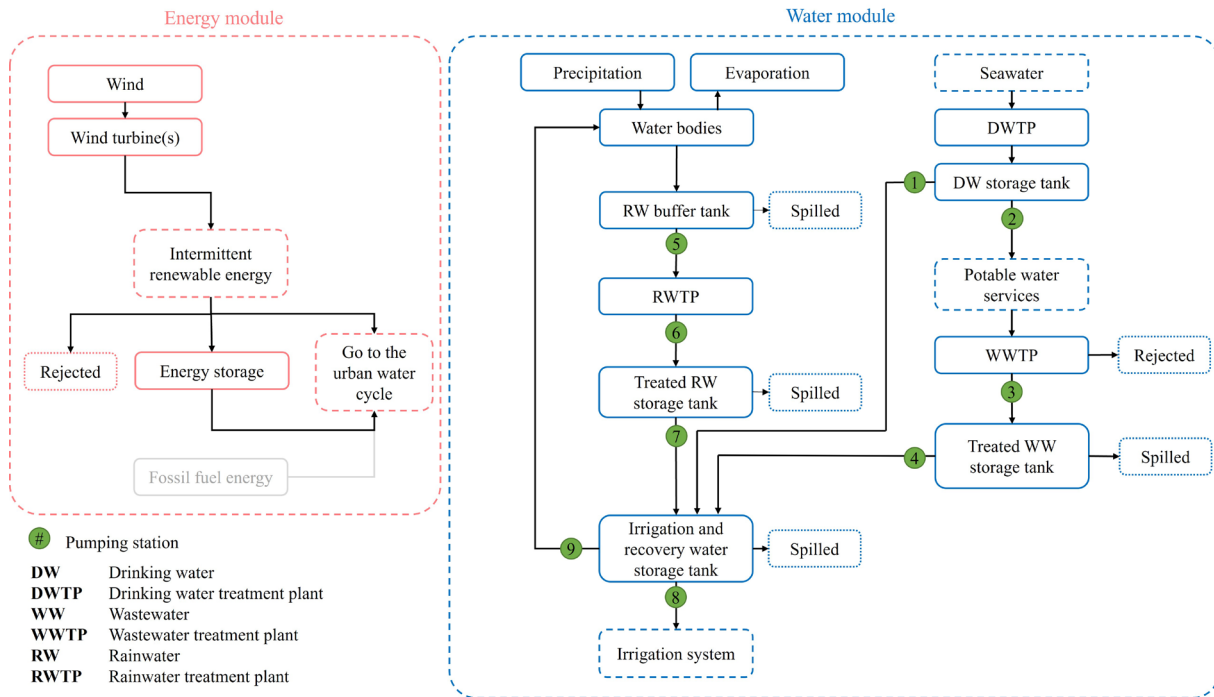 Energy module
Wind
Wind turbine(s)
Intermittent
renewable energy
Rejected
Energy storage
Go to the
urban water
cycle
Fossil fuel energy
# Pumping station
DW Drinking water
DWTP Drinking water treatment plant
WW Wastewater
WWTP Wastewater treatment plant
RW Rainwater
RWTP Rainwater treatment plant
Water module
Precipitation
Evaporation
Seawater
Water bodies
DWTP
1
DW storage tank
RW buffer tank
Spilled
2
5
Potable water
services
RWTP
6
WWTP
Rejected
Treated RW
storage tank
Spilled
3
7
4
Treated WW
storage tank
Spilled
9
Irrigation and
recovery water
storage tank
Spilled
8
Irrigation system